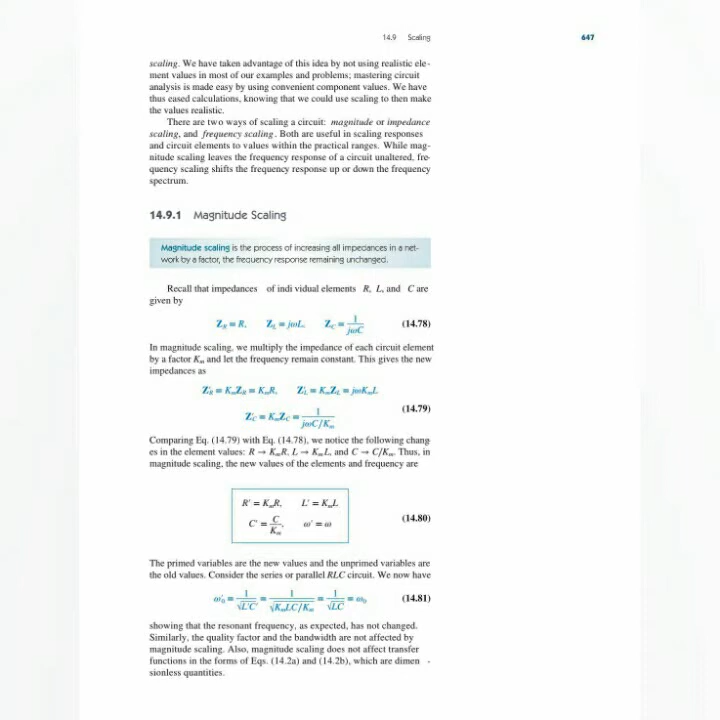 14.9 Scaling 647
scaling. We have taken advantage of this idea by not using realistic ele-
ment values in most of our examples and problems; mastering circuit
analysis is made easy by using convenient component values. We have
thus eased calculations, knowing that we could use scaling to then make
the values realistic.
There are two ways of scaling a circuit: magnitude or impedance
scaling, and frequency scaling. Both are useful in scaling responses
and circuit elements to values within the practical ranges. While mag-
nitude scaling leaves the frequency response of a circuit unaltered, fre-
quency scaling shifts the frequency response up or down the frequency
spectrum.
14.9.1 Magnitude Scaling
Magnitude scaling is the process of increasing all impedances in a net-
work by a factor, the frequency response remaining unchanged.
Recall that impedances of indi vidual elements R, L, and C are
given by
Z_R = R, Z_L = jωL, Z_C = 1/jωC (14.78)
In magnitude scaling, we multiply the impedance of each circuit element
by a factor K_m and let the frequency remain constant. This gives the new
impedances as
Z′_R = K_mZ_R = K_mR, Z′_L = K_mZ_L = jωK_mL
Z′_C = K_mZ_C = 1/jωC/K_m (14.79)
Comparing Eq. (14.79) with Eq. (14.78), we notice the following chang
es in the element values: R → K_mR, L → K_mL, and C → C/K_m. Thus, in
magnitude scaling, the new values of the elements and frequency are
R′ = K_mR, L′ = K_mL
C′ = C/K_m, ω′ = ω (14.80)
The primed variables are the new values and the unprimed variables are
the old values. Consider the series or parallel RLC circuit. We now have
ω′₀ = 1/√L′C′ = 1/√K_mLC/K_m = 1/√LC = ω₀ (14.81)
showing that the resonant frequency, as expected, has not changed.
Similarly, the quality factor and the bandwidth are not affected by
magnitude scaling. Also, magnitude scaling does not affect transfer
functions in the forms of Eqs. (14.2a) and (14.2b), which are dimen -
sionless quantities.